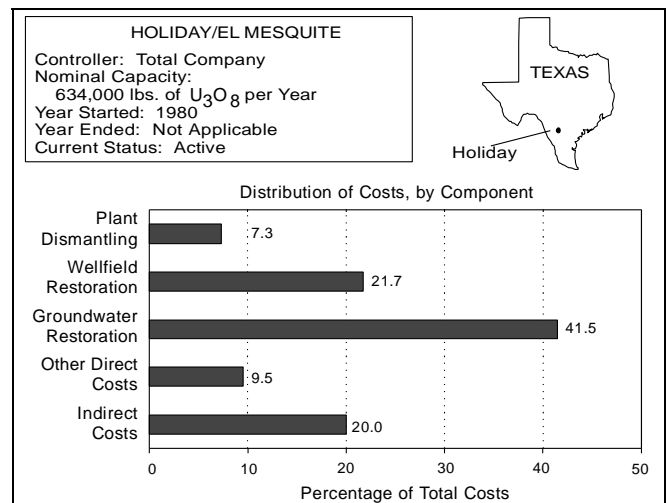 HOLIDAY/EL MESQUITE
Controller: Total Company
Nominal Capacity:
634,000 lbs. of U3O8 per Year
Year Started: 1980
Year Ended: Not Applicable
Current Status: Active
TEXAS
Holiday
Distribution of Costs, by Component
Plant
Dismantling
7.3
Wellfield
Restoration
21.7
Groundwater
Restoration
41.5
Other Direct
Costs
9.5
Indirect
Costs
20.0
0 10 20 30 40 50
Percentage of Total Costs